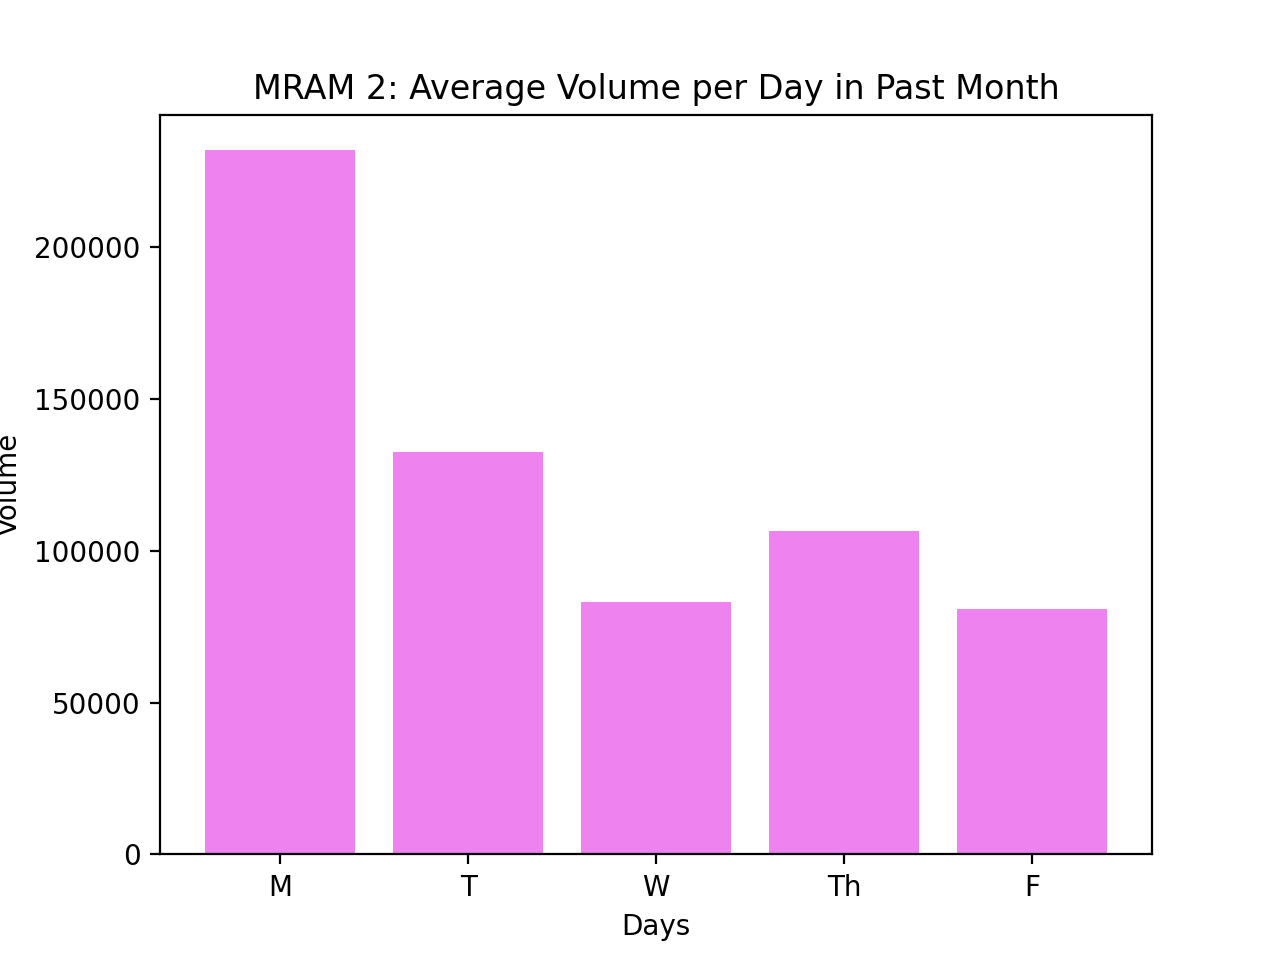 MRAM 2: Average Volume per Day in Past Month
200000
150000
100000
50000
0
Volume
M T W Th F
Days